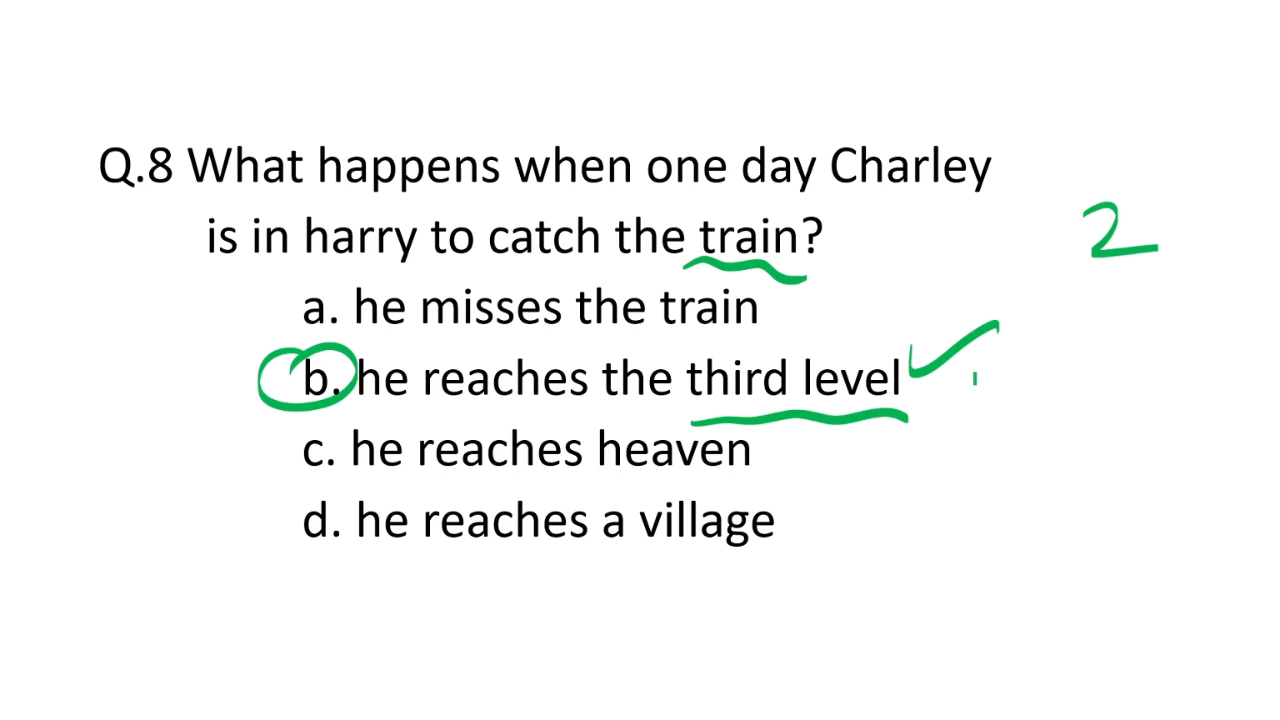 Q.8 What happens when one day Charley
is in harry to catch the train?
2
a. he misses the train
b. he reaches the third level
c. he reaches heaven
d. he reaches a village